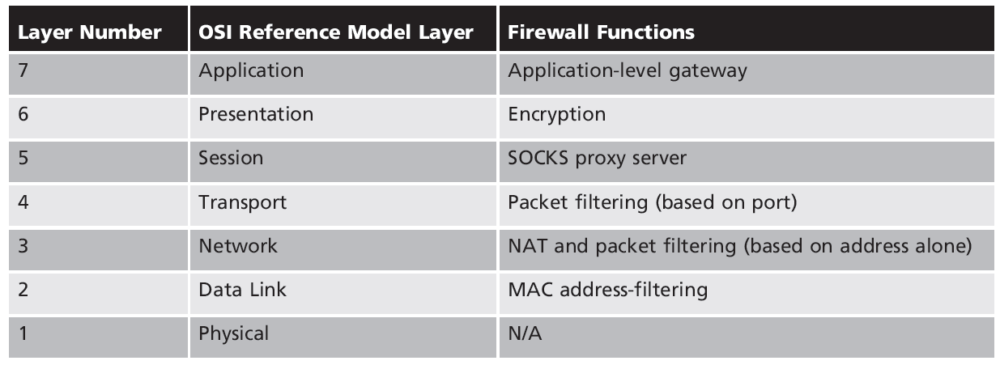 Layer Number OSI Reference Model Layer Firewall Functions
7 Application Application-level gateway
6 Presentation Encryption
5 Session SOCKS proxy server
4 Transport Packet filtering (based on port)
3 Network NAT and packet filtering (based on address alone)
2 Data Link MAC address-filtering
1 Physical N/A